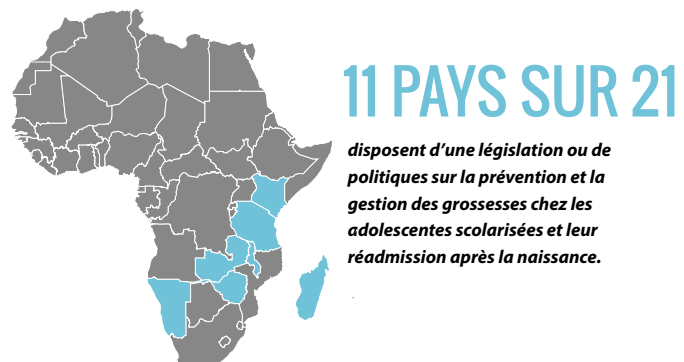 11 PAYS SUR 21
disposent d’une législation ou de
politiques sur la prévention et la
gestion des grossesses chez les
adolescentes scolarisées et leur
réadmission après la naissance.